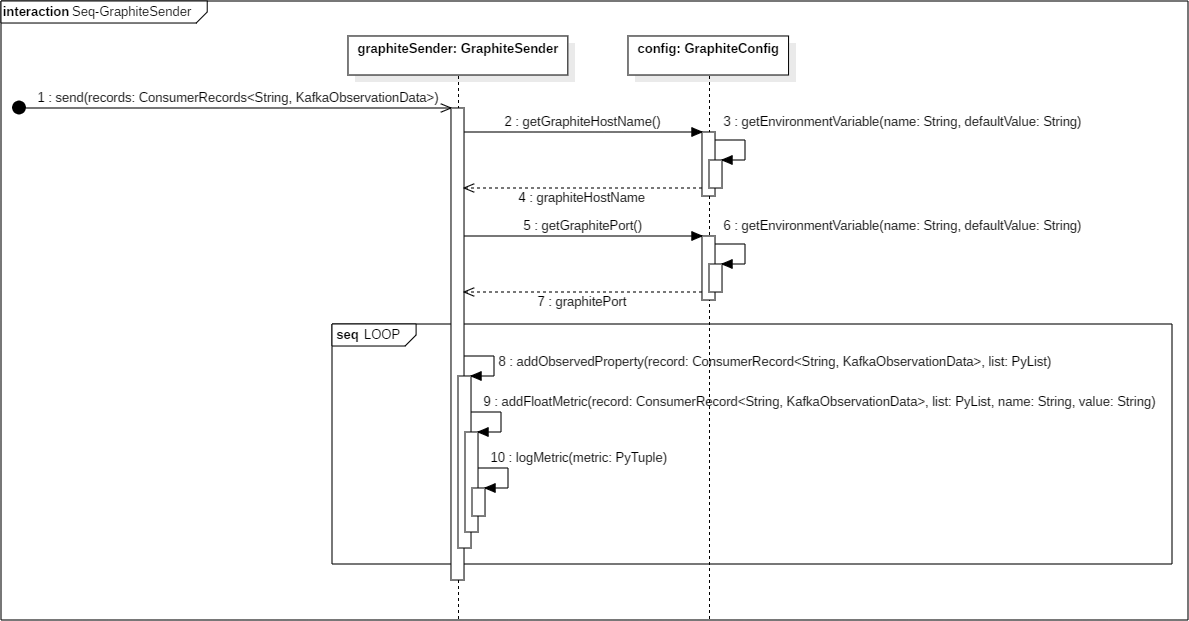 interaction Seq-GraphiteSender
graphiteSender: GraphiteSender
config: GraphiteConfig
1 : send(records: ConsumerRecords<String, KafkaObservationData>)
2 : getGraphiteHostName()
3 : getEnvironmentVariable(name: String, defaultValue: String)
4 : graphiteHostName
5 : getGraphitePort()
6 : getEnvironmentVariable(name: String, defaultValue: String)
7 : graphitePort
seq LOOP
8 : addObservedProperty(record: ConsumerRecord<String, KafkaObservationData>, list: PyList)
9 : addFloatMetric(record: ConsumerRecord<String, KafkaObservationData>, list: PyList, name: String, value: String)
10 : logMetric(metric: PyTuple)